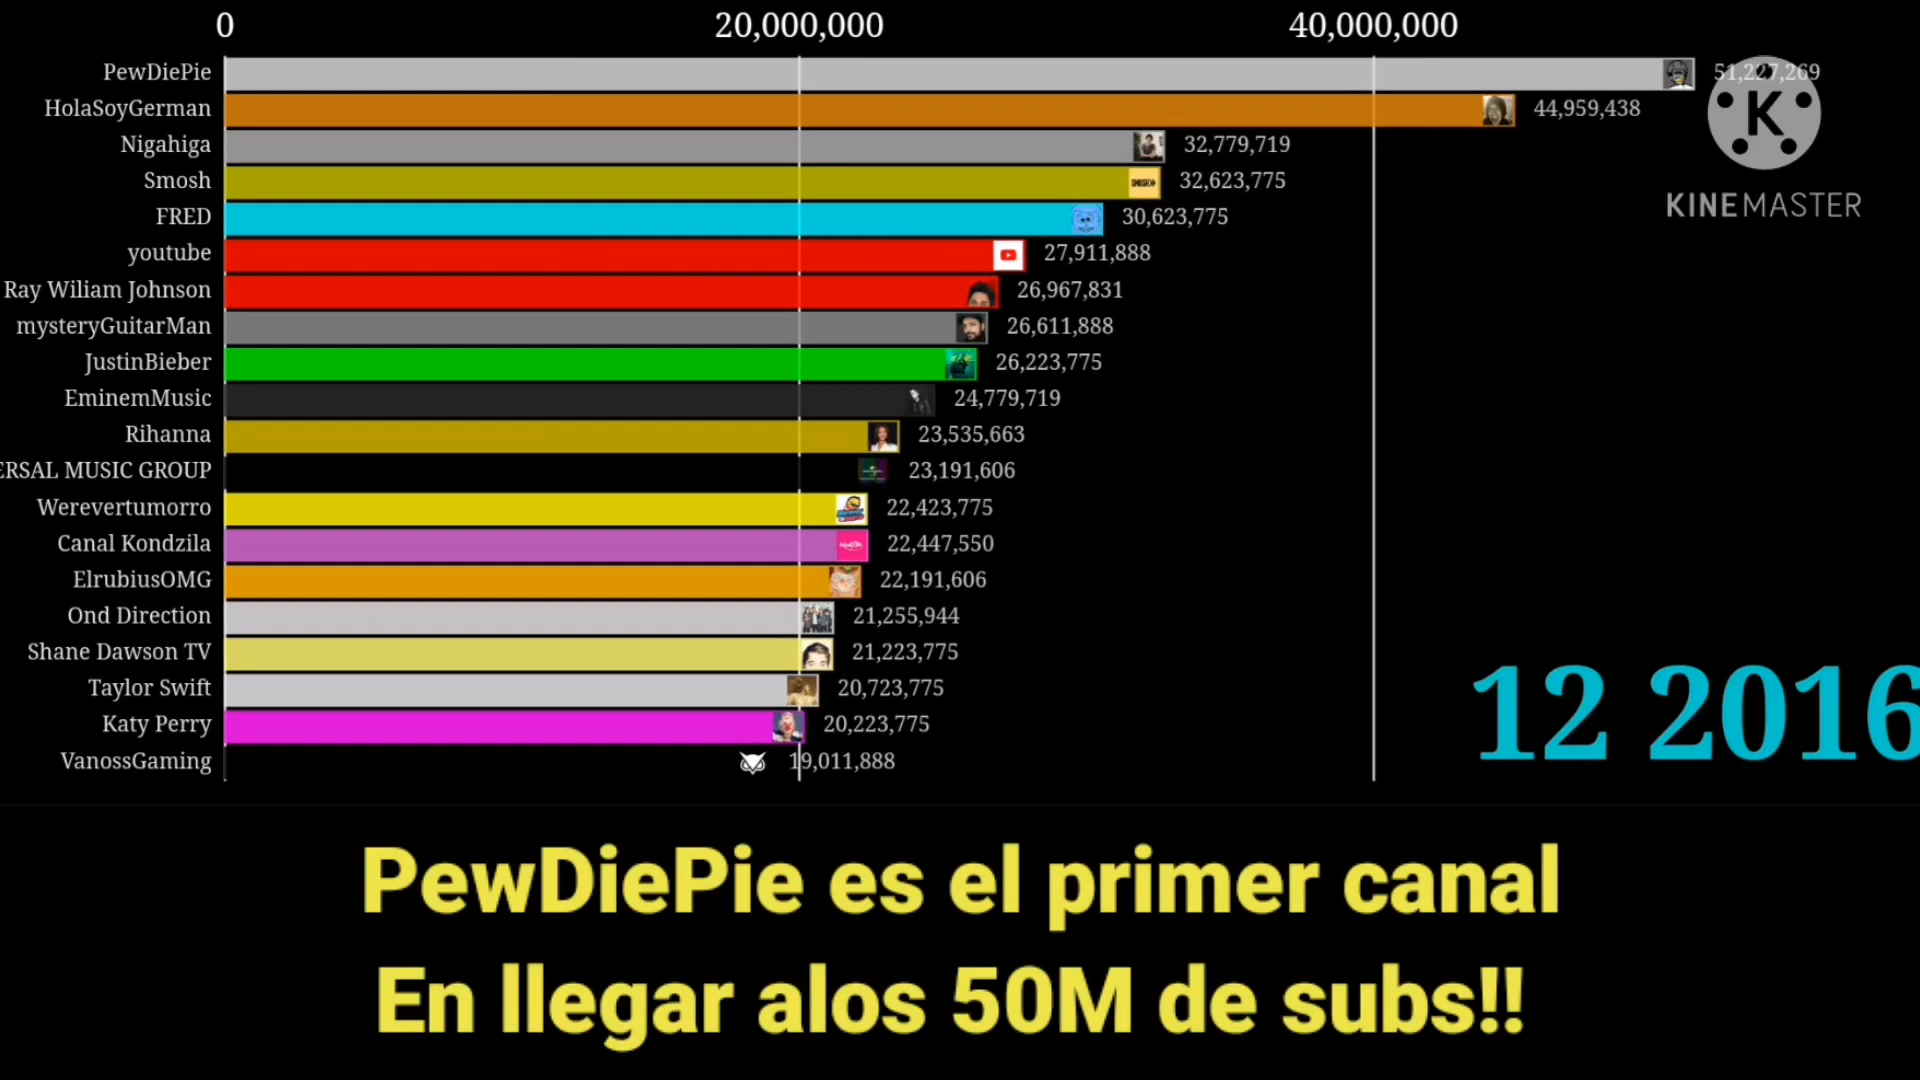 0 20,000,000 40,000,000
PewDiePie 51,227,269
HolaSoyGerman 44,959,438
Nigahiga 32,779,719
Smosh SMOSH 32,623,775
FRED 30,623,775
youtube 27,911,888
Ray Wiliam Johnson 26,967,831
mysteryGuitarMan 26,611,888
JustinBieber 26,223,775
EminemMusic 24,779,719
Rihanna 23,535,663
ERSAL MUSIC GROUP 23,191,606
Werevertumorro 22,423,775
Canal Kondzila 22,447,550
ElrubiusOMG 22,191,606
Ond Direction 21,255,944
Shane Dawson TV 21,223,775
Taylor Swift 20,723,775
Katy Perry 20,223,775
VanossGaming 19,011,888
K
KINEMASTER
12 2016
PewDiePie es el primer canal
En llegar alos 50M de subs!!